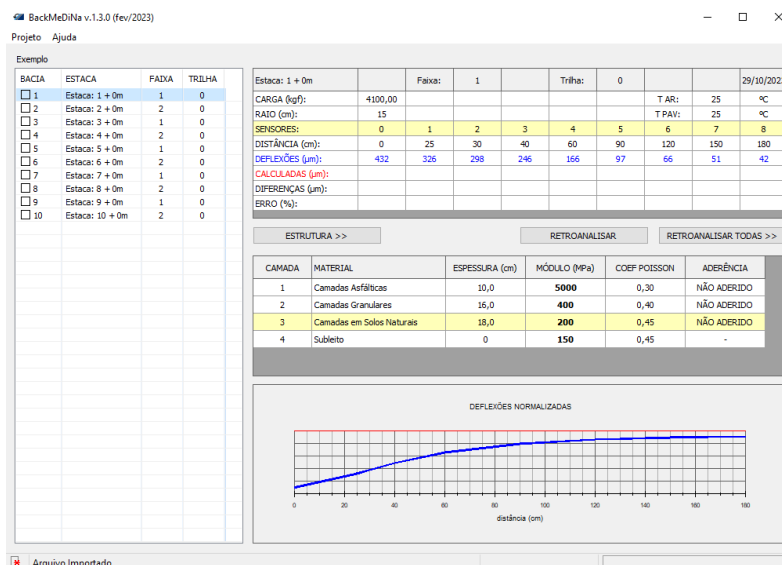 BackMeDiNa v.1.3.0 (fev/2023)
Projeto Ajuda
Exemplo
BACIA ESTACA FAIXA TRILHA
1 Estaca: 1 + 0m 1 0
2 Estaca: 2 + 0m 2 0
3 Estaca: 3 + 0m 1 0
4 Estaca: 4 + 0m 2 0
5 Estaca: 5 + 0m 1 0
6 Estaca: 6 + 0m 2 0
7 Estaca: 7 + 0m 1 0
8 Estaca: 8 + 0m 2 0
9 Estaca: 9 + 0m 1 0
10 Estaca: 10 + 0m 2 0
Estaca: 1 + 0m Faixa: 1 Trilha: 0 29/10/202
CARGA (kgf): 4100,00 T AR: 25 ºC
RAIO (cm): 15 T PAV: 25 ºC
SENSORES: 0 1 2 3 4 5 6 7 8
DISTÂNCIA (cm): 0 25 30 40 60 90 120 150 180
DEFLEXÕES (µm): 432 326 298 246 166 97 66 51 42
CALCULADAS (µm):
DIFERENÇAS (µm):
ERRO (%):
ESTRUTURA >> RETROANALISAR RETROANALISAR TODAS >>
CAMADA MATERIAL ESPESSURA (cm) MÓDULO (MPa) COEF POISSON ADERÊNCIA
1 Camadas Asfálticas 10,0 5000 0,30 NÃO ADERIDO
2 Camadas Granulares 16,0 400 0,40 NÃO ADERIDO
3 Camadas em Solos Naturais 18,0 200 0,45 NÃO ADERIDO
4 Subleito 0 150 0,45 -
DEFLEXÕES NORMALIZADAS
0 20 40 60 80 100 120 140 160 180
distância (cm)
Arquivo Importado